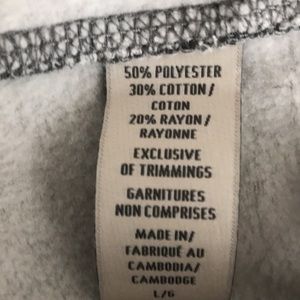 50% POLYESTER
30% COTTON/
COTON
20% RAYON/
RAYONNE
EXCLUSIVE
OF TRIMMINGS
GARNITURES
NON COMPRISES
MADE IN/
FABRIQUÉ AU
CAMBODIA/
CAMBODGE
L/G